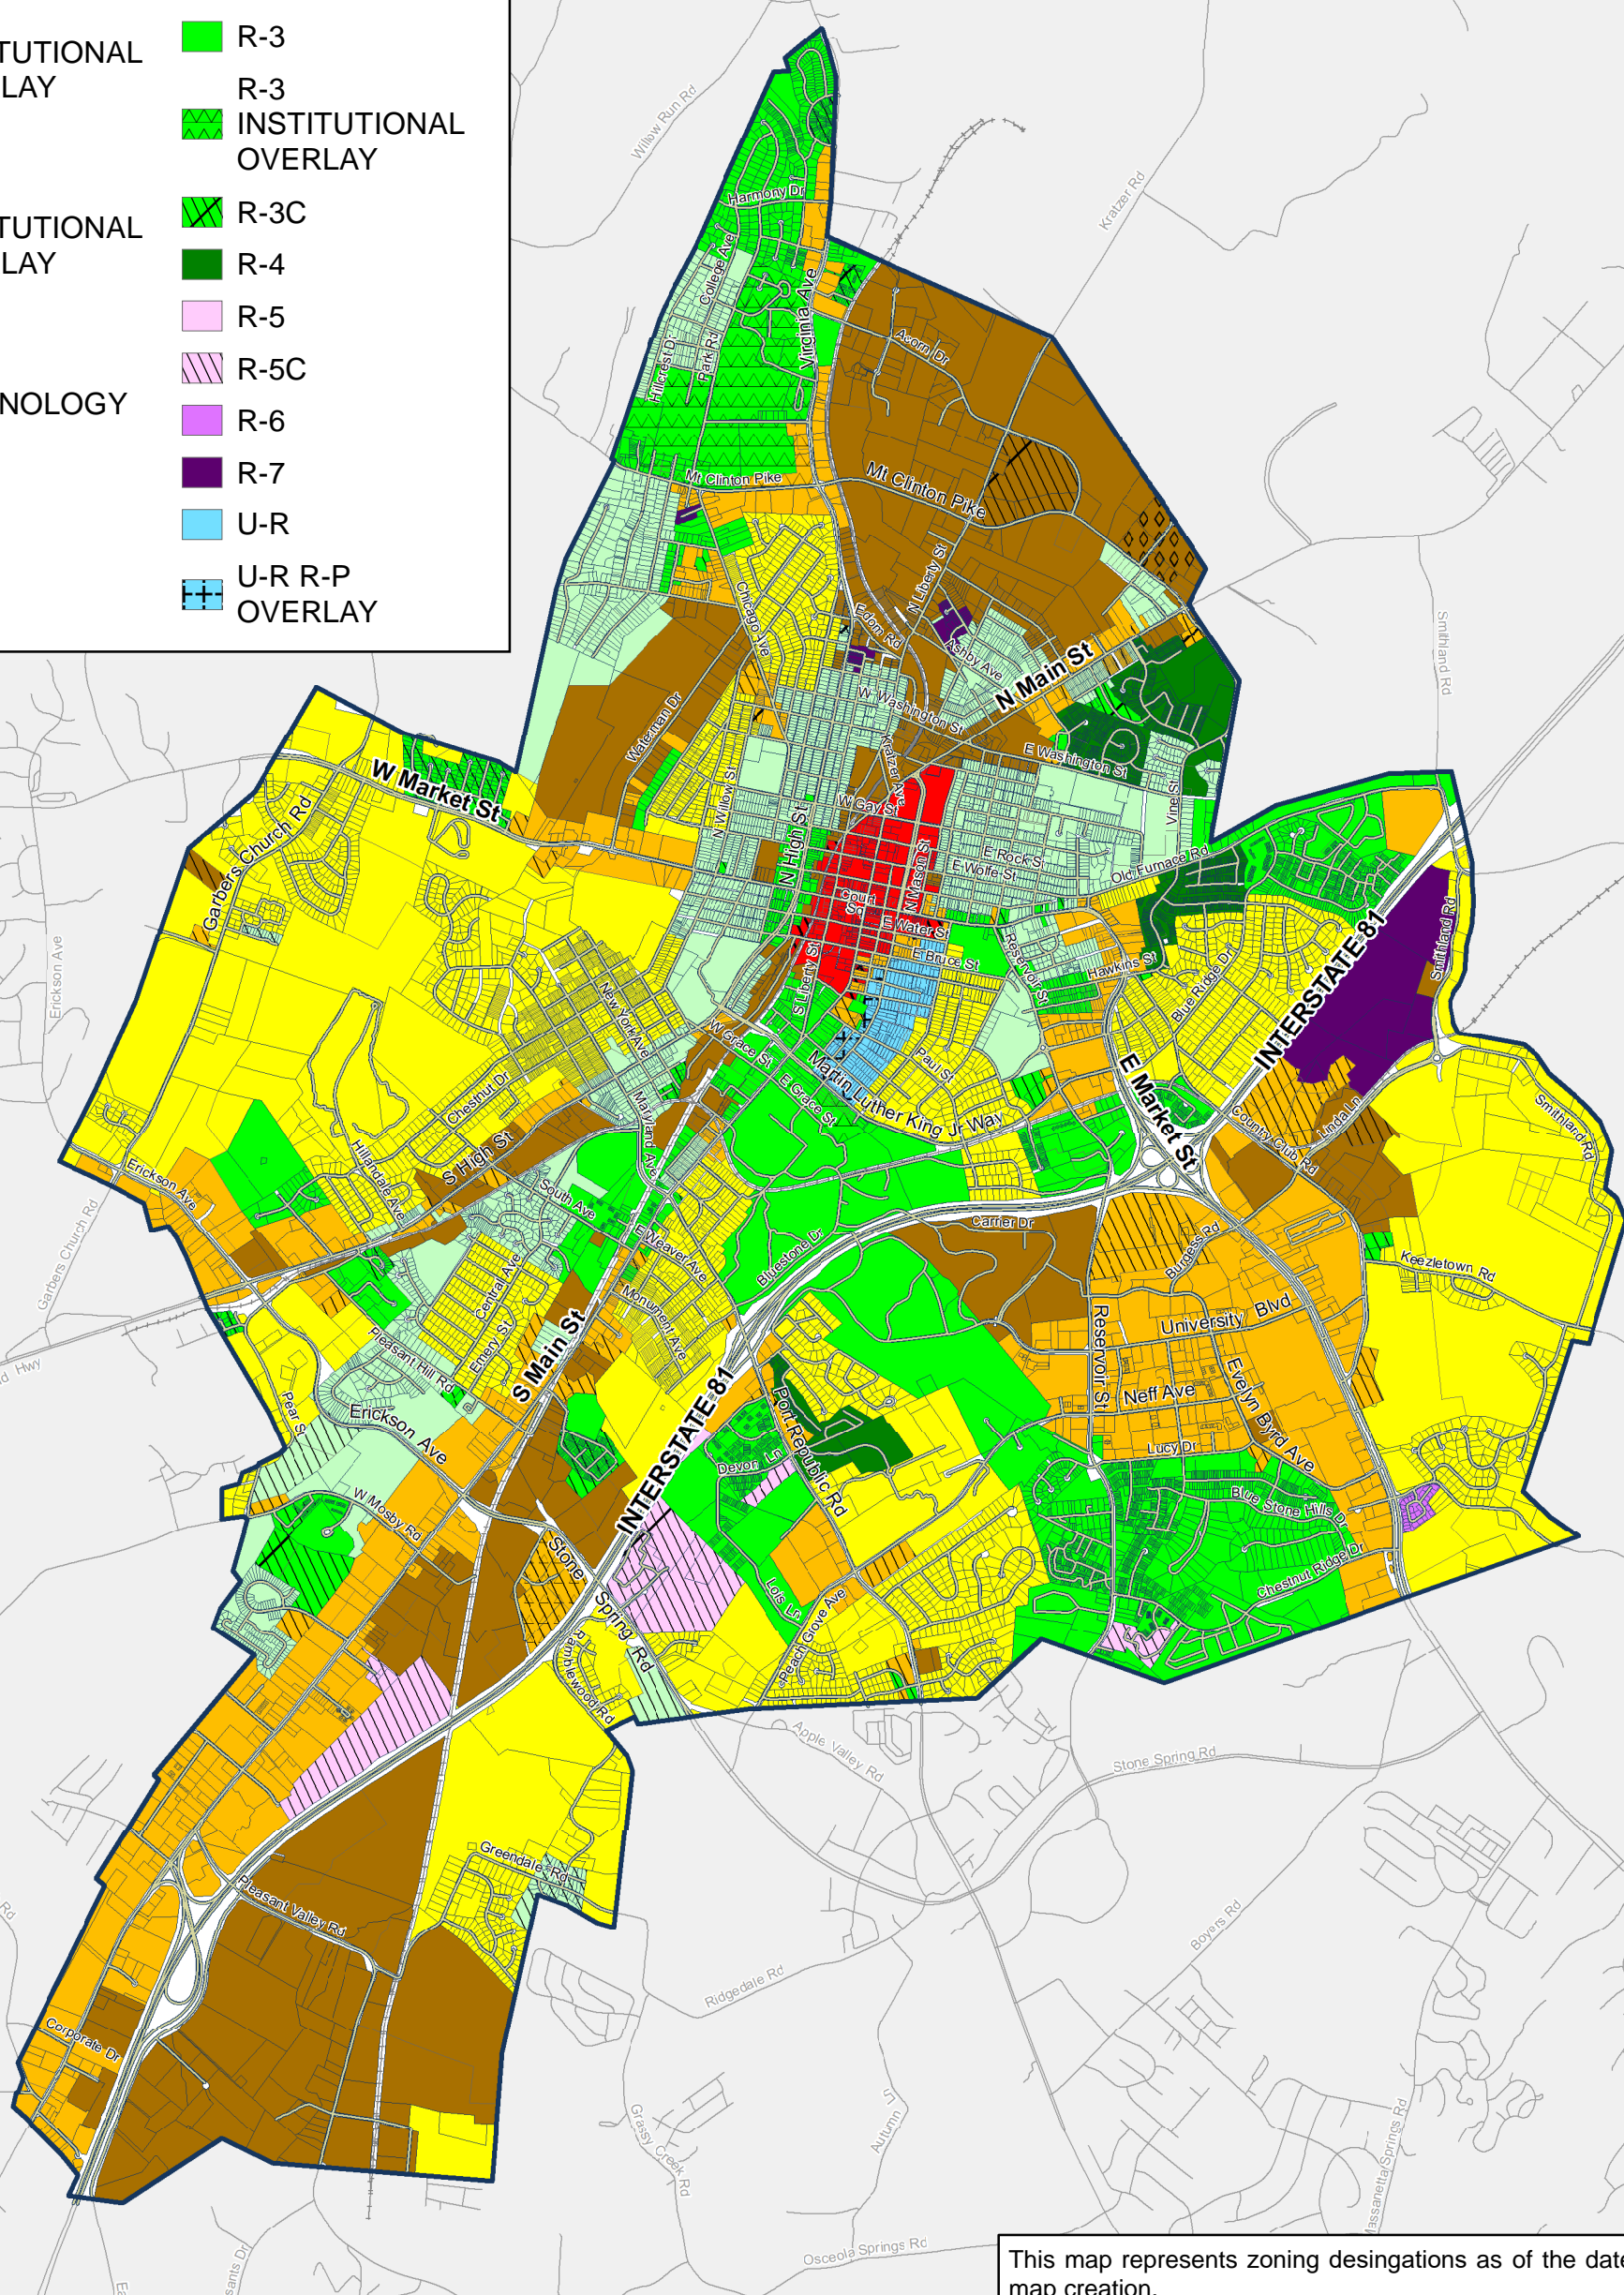 TUTIONAL
LAY
TUTIONAL
LAY
NOLOGY
R-3
R-3
INSTITUTIONAL
OVERLAY
R-3C
R-4
R-5
R-5C
R-6
R-7
U-R
U-R R-P
OVERLAY
Willow Run Rd
Kratzer Rd
Harmony Dr
College Ave
Virginia Ave
Park Rd
Hillcrest Dr
Acorn Dr
Mt Clinton Pike
Mt Clinton Pike
N Liberty St
Chicago Ave
Edom Rd
Ashby Ave
N Main St
Smithland Rd
W Washington St
Waterman Dr
Kratzer Ave
E Washington St
W Market St
N Willow St
W Gay St
Vine St
Garbers Church Rd
N High St
N Mason St
E Rock St
E Wolfe St
Old Furnace Rd
Court
Sq
E Water St
E Bruce St
Reservoir St
Hawkins St
Smithland Rd
INTERSTATE 81
Blue Ridge Dr
Erickson Ave
S Liberty St
New York Ave
W Grace St
E Grace St
Martin Luther King Jr Way
Paul St
E Market St
Chestnut Dr
Maryland Ave
S High St
Hillandale Ave
Country Club Rd
Linda Ln
Smithland Rd
Erickson Ave
South Ave
E Weaver Ave
Bluestone Dr
Carrier Dr
Burgess Rd
Keezletown Rd
Garbers Church Rd
Central Ave
Monument Ave
Emery St
S Main St
Pleasant Hill Rd
Reservoir St
University Blvd
d Hwy
Pear St
Erickson Ave
INTERSTATE 81
Port Republic Rd
Neff Ave
Evelyn Byrd Ave
Lucy Dr
Devon Ln
Blue Stone Hills Dr
W Mosby Rd
Stone Spring Rd
Lois Ln
Chestnut Ridge Dr
Peach Grove Ave
Ramblewood Rd
Apple Valley Rd
Stone Spring Rd
Greendale Rd
Pleasant Valley Rd
Rd
Boyers Rd
Ridgedale Rd
Corporate Dr
Grassy Creek Rd
Autumn Ln
Massanetta Springs Rd
Osceola Springs Rd
sants Dr
Ea
This map represents zoning desingations as of the date
map creation.